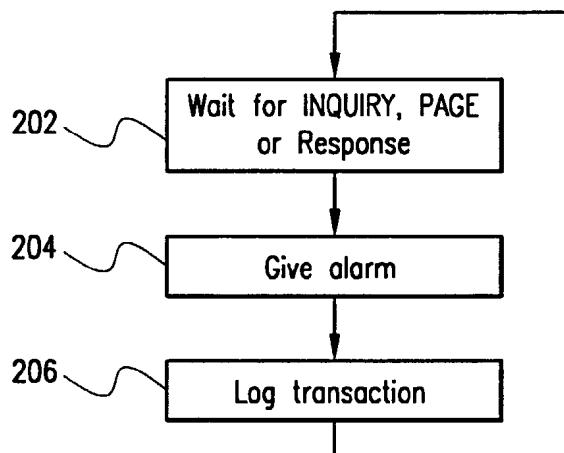 202
Wait for INQUIRY, PAGE
or Response
204
Give alarm
206
Log transaction